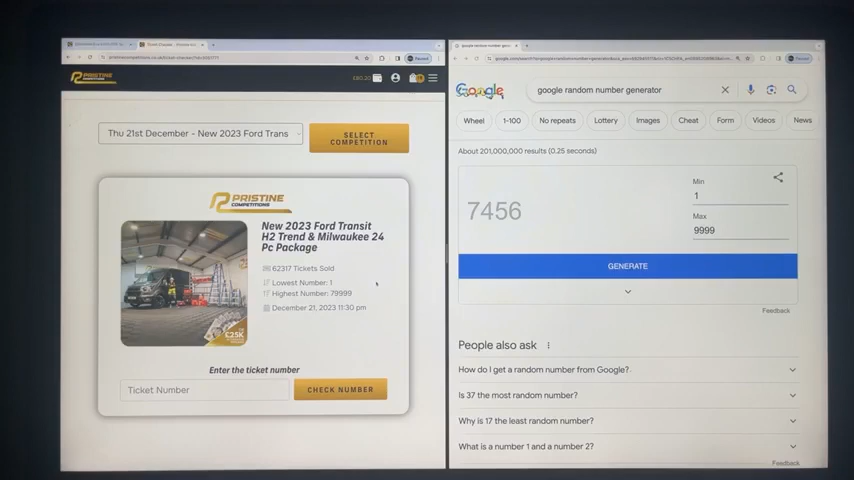 Paused
PRISTINE
COMPETITIONS
£80.20
Thu 21st December - New 2023 Ford Trans
SELECT
COMPETITION
PRISTINE
COMPETITIONS
New 2023 Ford Transit
H2 Trend & Milwaukee 24
Pc Package
62317 Tickets Sold
Lowest Number: 1
Highest Number: 79999
December 21, 2023 11:30 pm
£25K
Enter the ticket number
Ticket Number
CHECK NUMBER
Paused
Google
google random number generator
Wheel
1-100
No repeats
Lottery
Images
Cheat
Form
Videos
News
About 201,000,000 results (0.25 seconds)
7456
Min
1
Max
9999
GENERATE
Feedback
People also ask
How do I get a random number from Google?
Is 37 the most random number?
Why is 17 the least random number?
What is a number 1 and a number 2?
Feedback